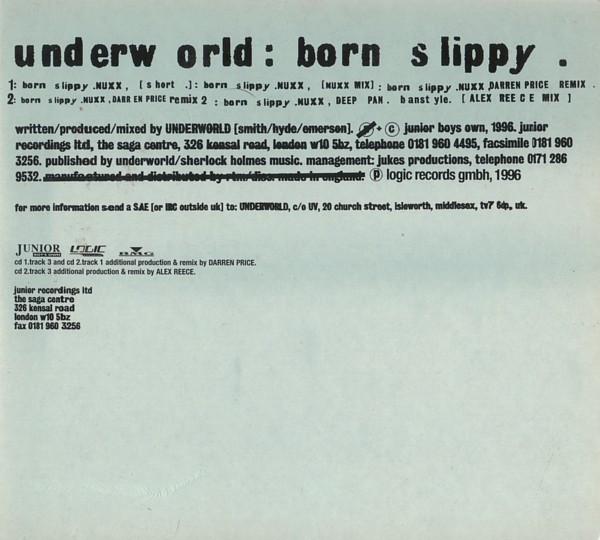 underw orld: born s lippy .
1: born slippy .NUXX, [short .]: born slippy .NUXX, [NUXX MIX] : born slippy .NUXX,DARREN PRICE REMIX .
2: born slippy .NUXX,DARR EN PRICE remix 2 : born slippy .NUXX, DEEP PAN. banst yle. [ALEX REE C E MIX ]
written/produced/mixed by UNDERWORLD [smith/hyde/emerson]. Ⓟ+ⓒ junior boys own, 1996. junior
recordings ltd, the saga centre, 326 kensal road, london w10 5bz, telephone 0181 960 4495, facsimile 0181 960
3256. published by underworld/sherlock holmes music. management: jukes productions, telephone 0171 286
9532. manufactured and distributed by rtm/disc. made in england. Ⓟ logic records gmbh, 1996
for more information send a SAE [or IRC outside uk] to: UNDERWORLD, c/o UV, 20 church street, isleworth, middlesex, tw7 6dp, uk.
JUNIOR LOGIC BMG
cd 1.track 3 and cd 2.track 1 additional production & remix by DARREN PRICE.
cd 2.track 3 additional production & remix by ALEX REECE.
junior recordings ltd
the saga centre
326 kensal road
london w10 5bz
fax 0181 960 3256